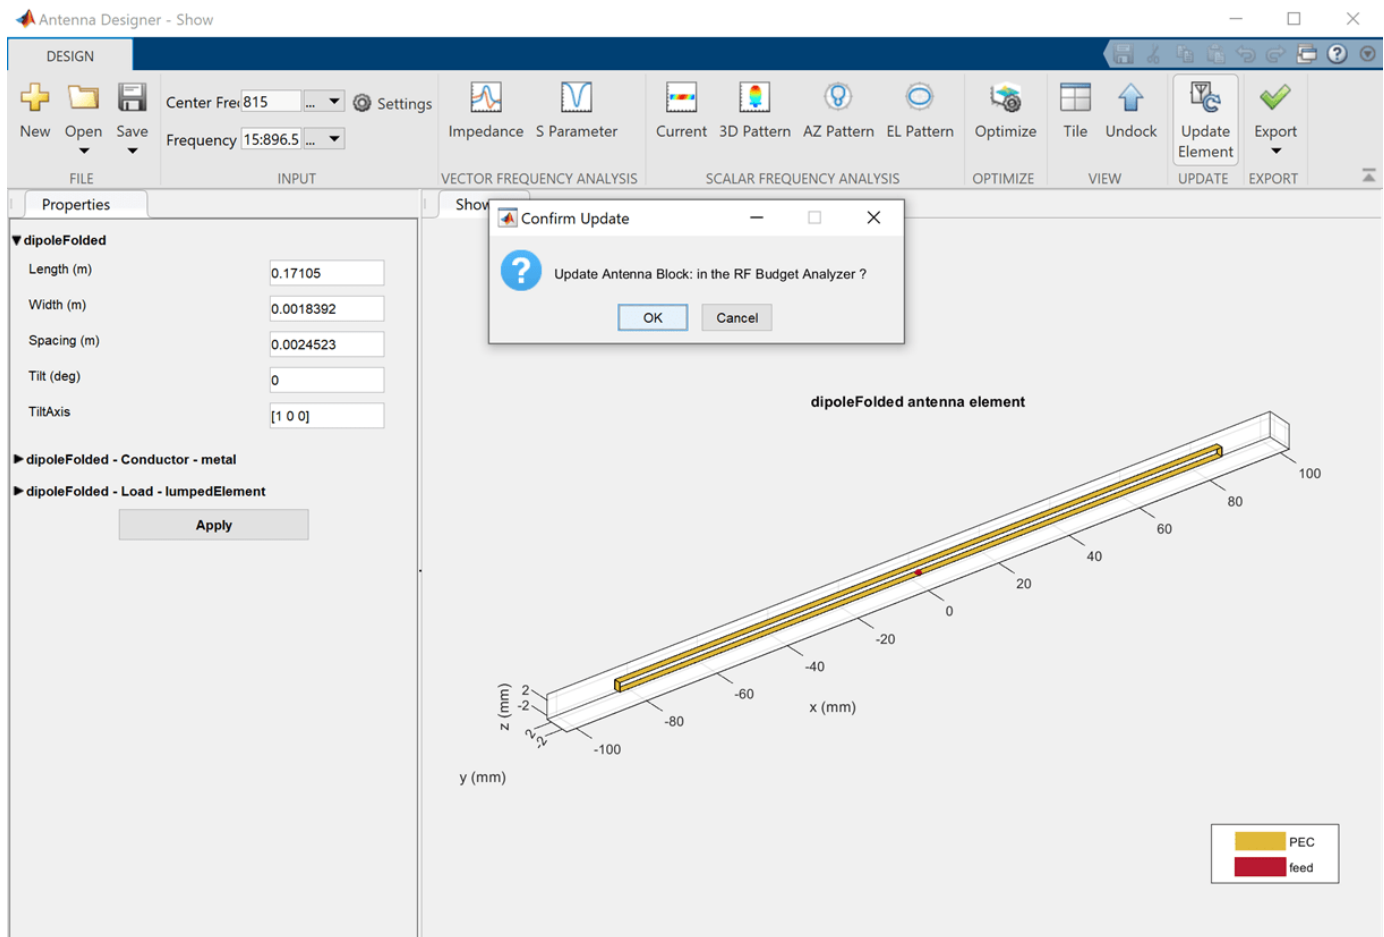 Antenna Designer - Show
DESIGN
New
Open
Save
Center Fre 815 ...
Settings
Frequency 15:896.5 ...
Impedance
S Parameter
Current
3D Pattern
AZ Pattern
EL Pattern
Optimize
Tile
Undock
Update
Element
Export
FILE
INPUT
VECTOR FREQUENCY ANALYSIS
SCALAR FREQUENCY ANALYSIS
OPTIMIZE
VIEW
UPDATE
EXPORT
Properties
dipoleFolded
Length (m) 0.17105
Width (m) 0.0018392
Spacing (m) 0.0024523
Tilt (deg) 0
TiltAxis [1 0 0]
dipoleFolded - Conductor - metal
dipoleFolded - Load - lumpedElement
Apply
Show
Confirm Update
?
Update Antenna Block: in the RF Budget Analyzer ?
OK
Cancel
dipoleFolded antenna element
100
80
60
40
20
0
-20
-40
-60
-80
-100
x (mm)
2
-2
z (mm)
2
-2
y (mm)
PEC
feed